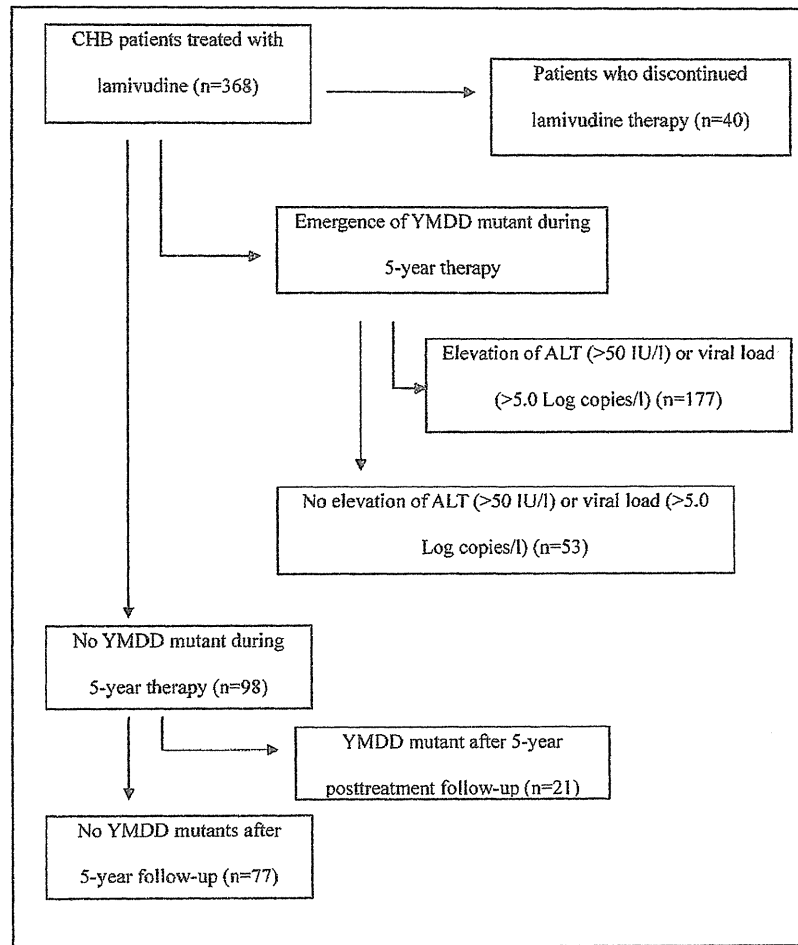 CHB patients treated with
lamivudine (n=368)
Patients who discontinued
lamivudine therapy (n=40)
Emergence of YMDD mutant during
5-year therapy
Elevation of ALT (>50 IU/l) or viral load
(>5.0 Log copies/l) (n=177)
No elevation of ALT (>50 IU/l) or viral load (>5.0
Log copies/l) (n=53)
No YMDD mutant during
5-year therapy (n=98)
YMDD mutant after 5-year
posttreatment follow-up (n=21)
No YMDD mutants after
5-year follow-up (n=77)